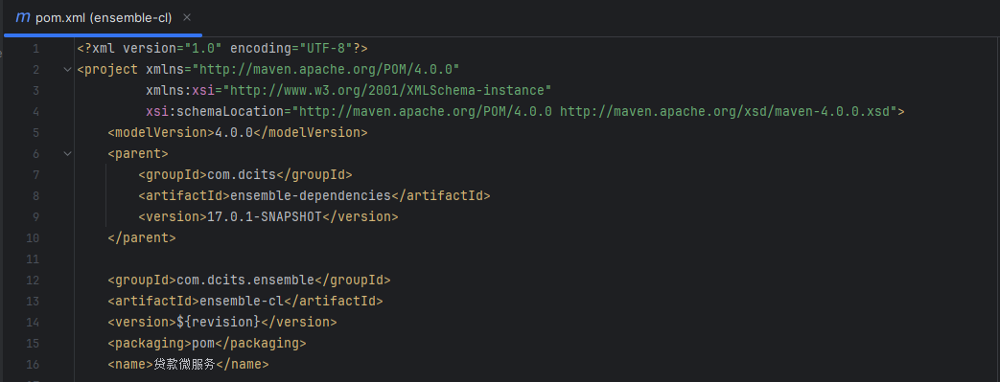 pom.xml (ensemble-cl)
1 <?xml version="1.0" encoding="UTF-8"?>
2 <project xmlns="http://maven.apache.org/POM/4.0.0"
3 xmlns:xsi="http://www.w3.org/2001/XMLSchema-instance"
4 xsi:schemaLocation="http://maven.apache.org/POM/4.0.0 http://maven.apache.org/xsd/maven-4.0.0.xsd">
5 <modelVersion>4.0.0</modelVersion>
6 <parent>
7 <groupId>com.dcits</groupId>
8 <artifactId>ensemble-dependencies</artifactId>
9 <version>17.0.1-SNAPSHOT</version>
10 </parent>
11
12 <groupId>com.dcits.ensemble</groupId>
13 <artifactId>ensemble-cl</artifactId>
14 <version>${revision}</version>
15 <packaging>pom</packaging>
16 <name>贷款微服务</name>